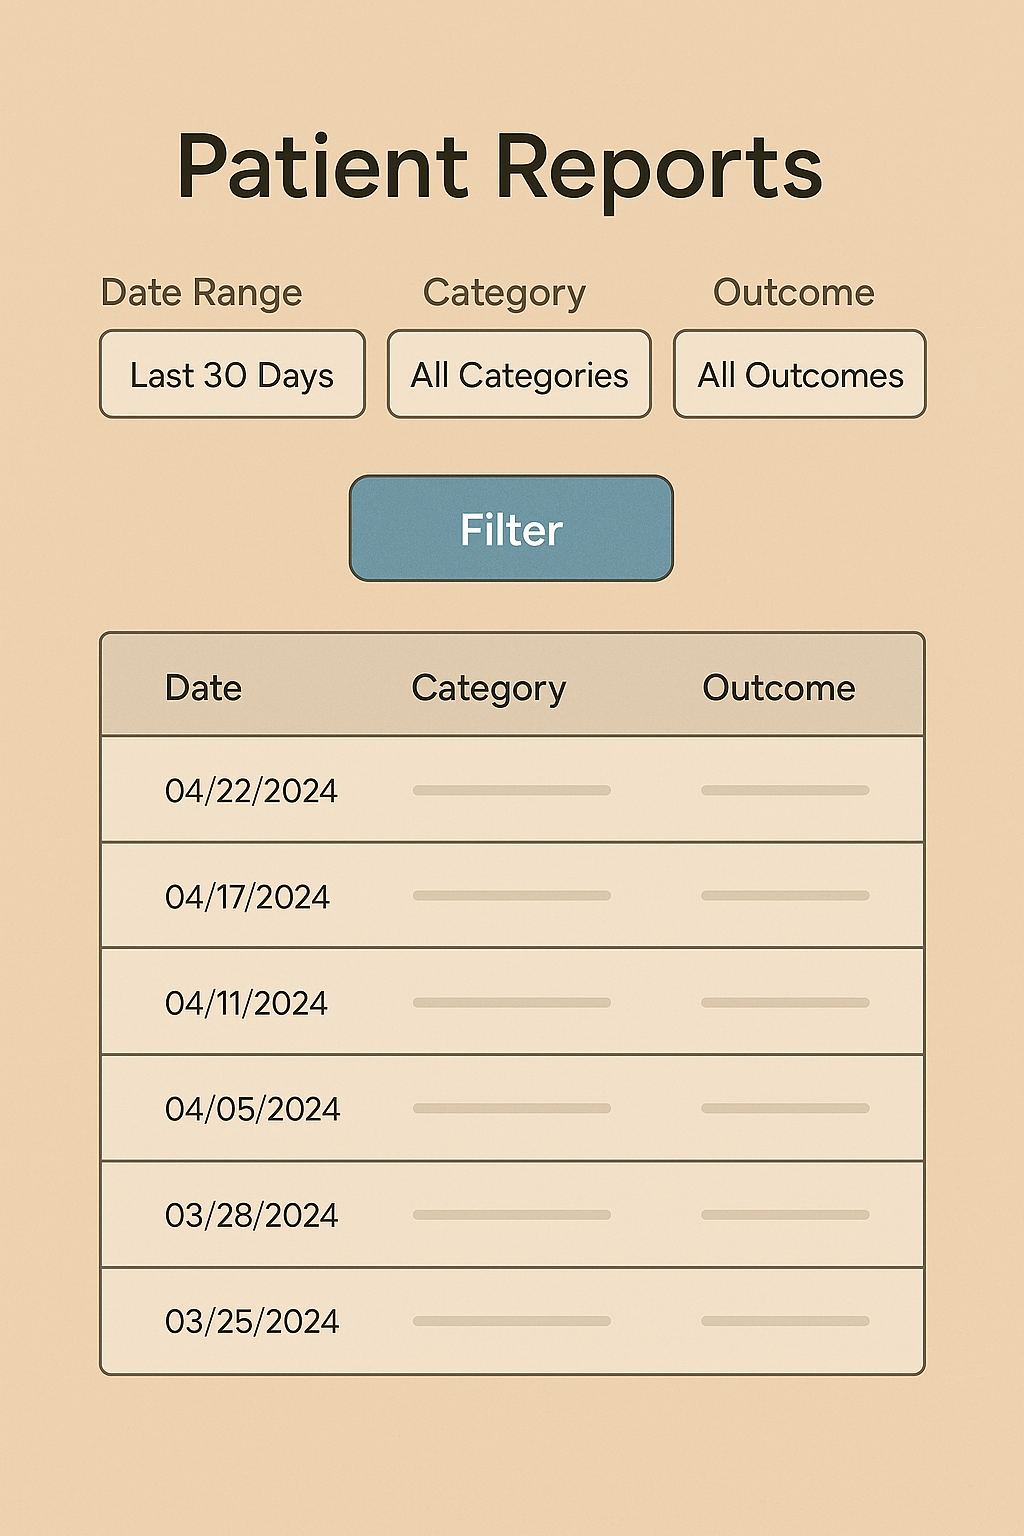 Patient Reports
Date Range Category Outcome
Last 30 Days All Categories All Outcomes
Filter
Date Category Outcome
04/22/2024
04/17/2024
04/11/2024
04/05/2024
03/28/2024
03/25/2024